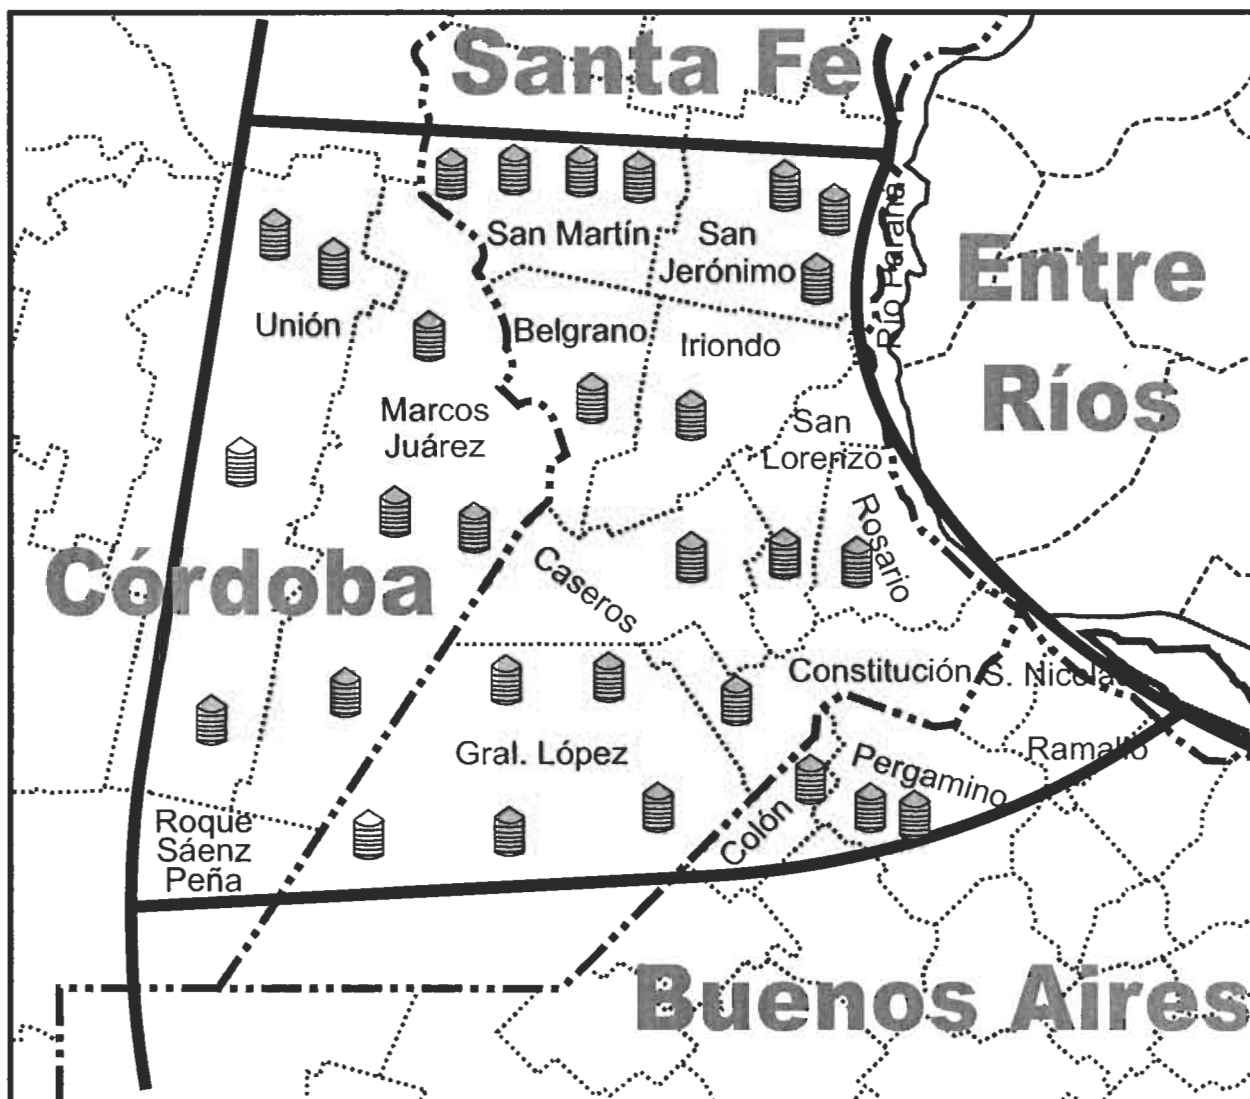 Santa Fe
San Martín
San
Jerónimo
Río Paraná
Entre
Ríos
Unión
Belgrano
Iriondo
Marcos
Juárez
San
Lorenzo
Rosario
Córdoba
Caseros
Constitución
S. Nicolás
Gral. López
Pergamino
Ramallo
Colón
Roque
Sáenz
Peña
Buenos Aires